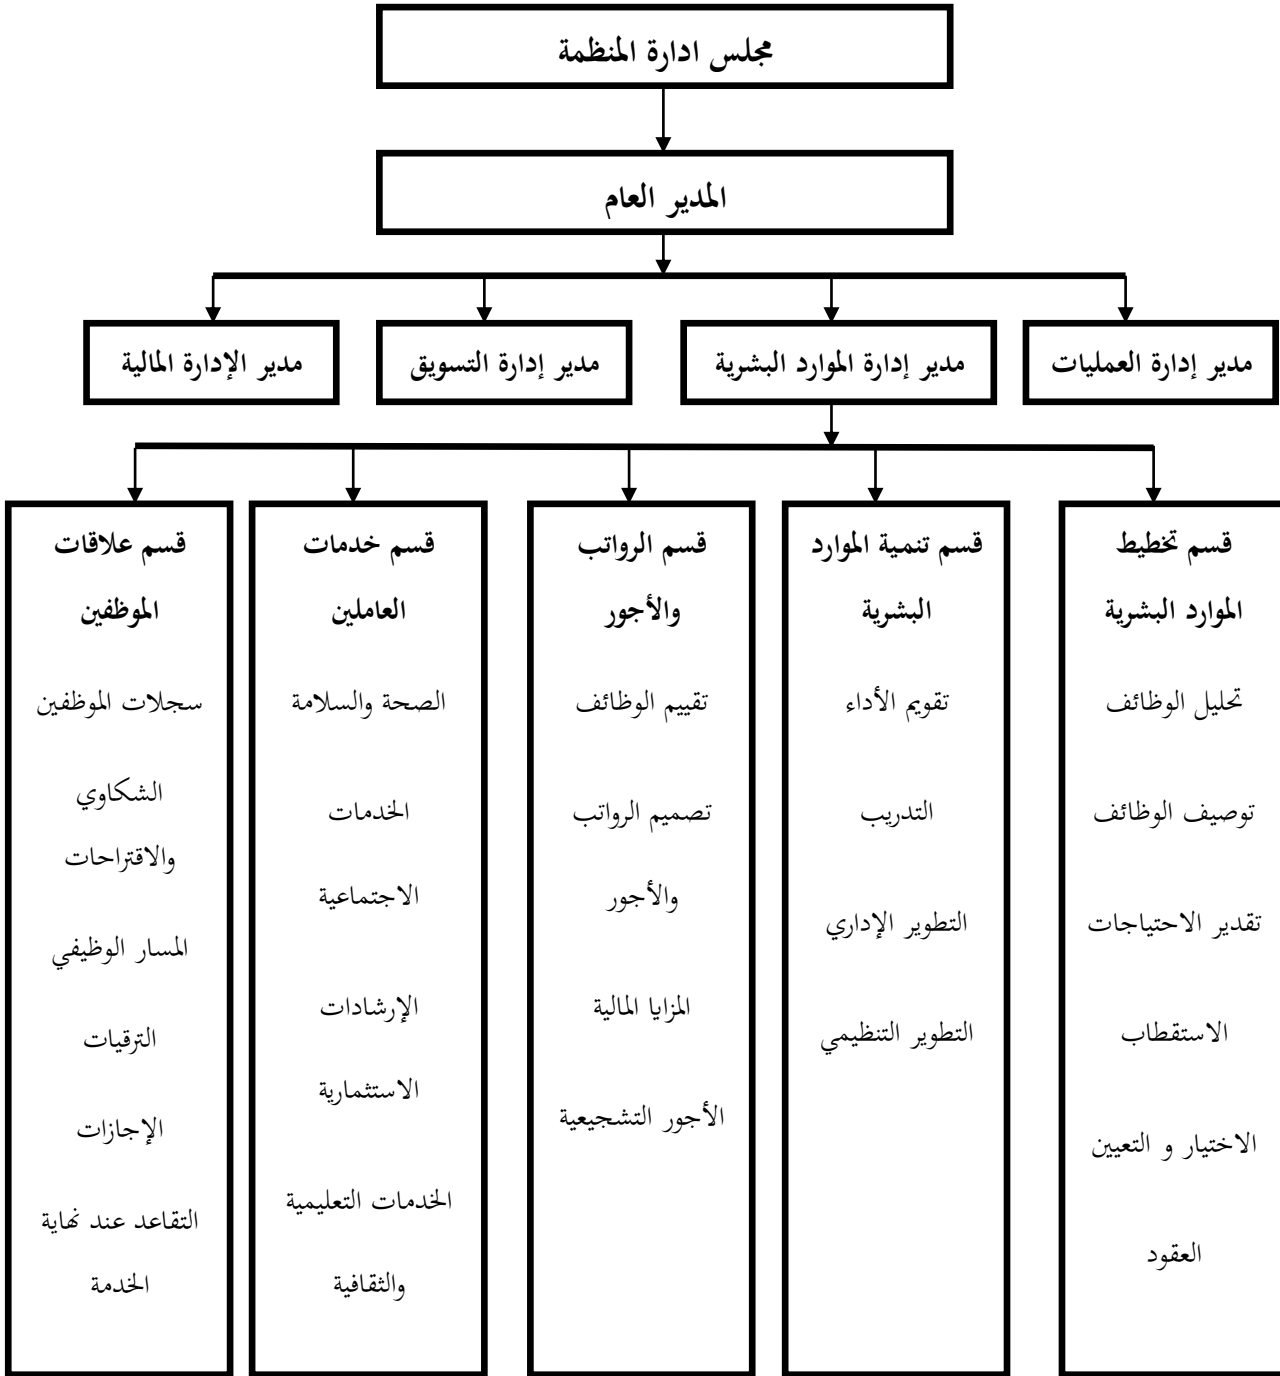 مجلس ادارة المنظمة
المدير العام
مدير إدارة العمليات
مدير إدارة الموارد البشرية
مدير إدارة التسويق
مدير الإدارة المالية
قسم تخطيط
الموارد البشرية
تحليل الوظائف
توصيف الوظائف
تقدير الاحتياجات
الاستقطاب
الاختيار و التعيين
العقود
قسم تنمية الموارد
البشرية
تقويم الأداء
التدريب
التطوير الإداري
التطوير التنظيمي
قسم الرواتب
والأجور
تقييم الوظائف
تصميم الرواتب
والأجور
المزايا المالية
الأجور التشجيعية
قسم خدمات
العاملين
الصحة والسلامة
الخدمات
الاجتماعية
الإرشادات
الاستثمارية
الخدمات التعليمية
والثقافية
قسم علاقات
الموظفين
سجلات الموظفين
الشكاوي
والاقتراحات
المسار الوظيفي
الترقيات
الإجازات
التقاعد عند نهاية
الخدمة